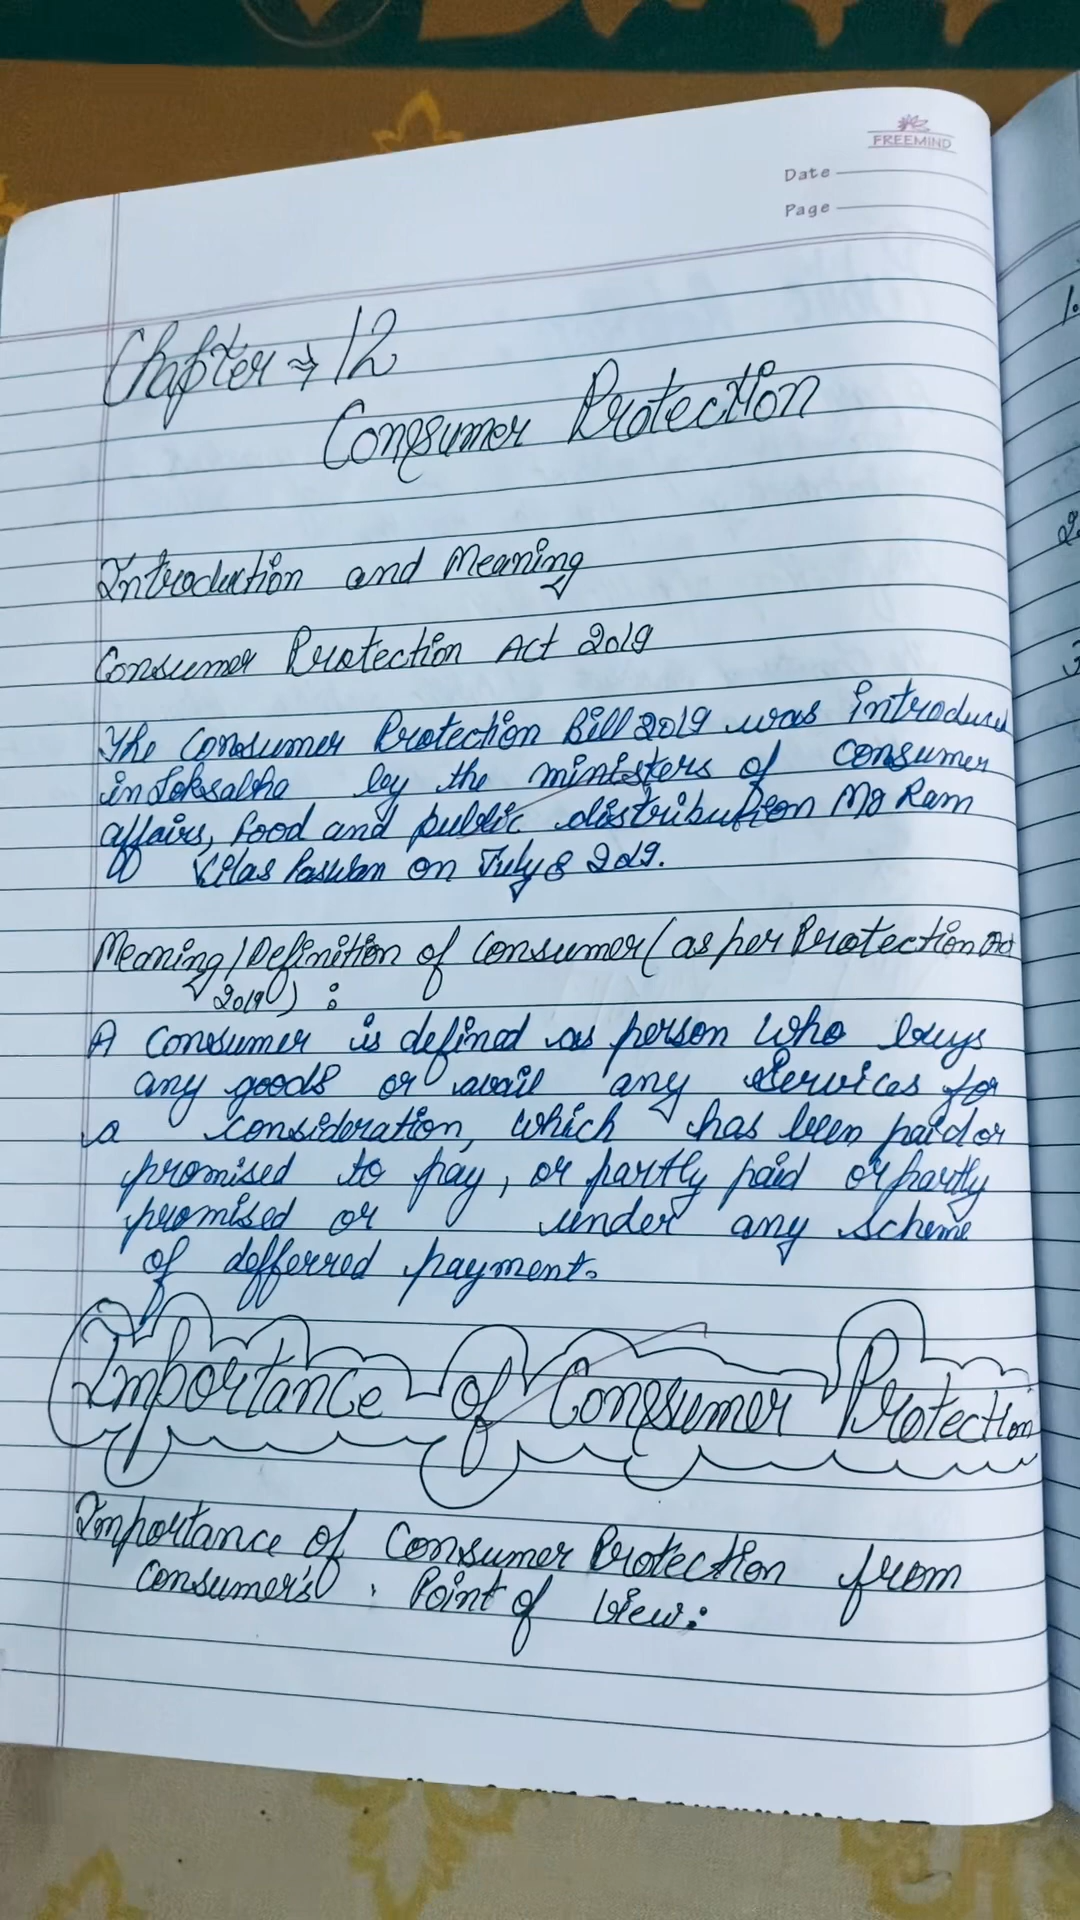 FREEMIND
Date
Page
Chapter → 12
Consumer Protection
Introduction and Meaning
Consumer Protection Act 2019
The Consumer Protection Bill 2019 was introduced
in Loksabha by the ministers of consumer
affairs, food and public distribution Mr Ram
Vilas Paswan on July 8 2019.
Meaning/Definition of Consumer (as per Protection Act
2019) :
A Consumer is defined as person who buys
any goods or avail any services for
a consideration, which has been paid or
promised to pay, or partly paid or partly
promised or under any scheme
of defferred payment.
Importance of Consumer Protection
Importance of Consumer Protection from
Consumer's Point of View:
1.
2.
3